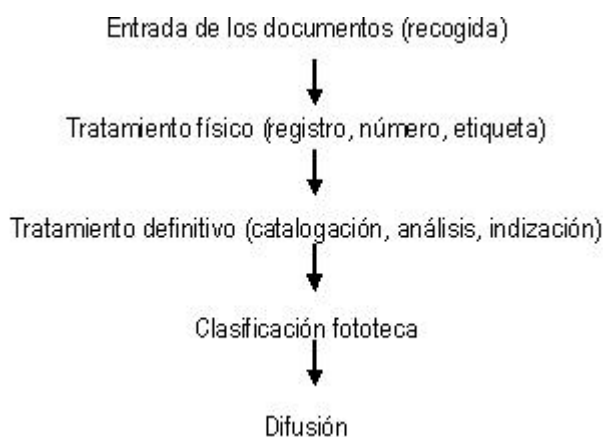 Entrada de los documentos (recogida)
Tratamiento físico (registro, número, etiqueta)
Tratamiento definitivo (catalogación, análisis, indización)
Clasificación fototeca
Difusión